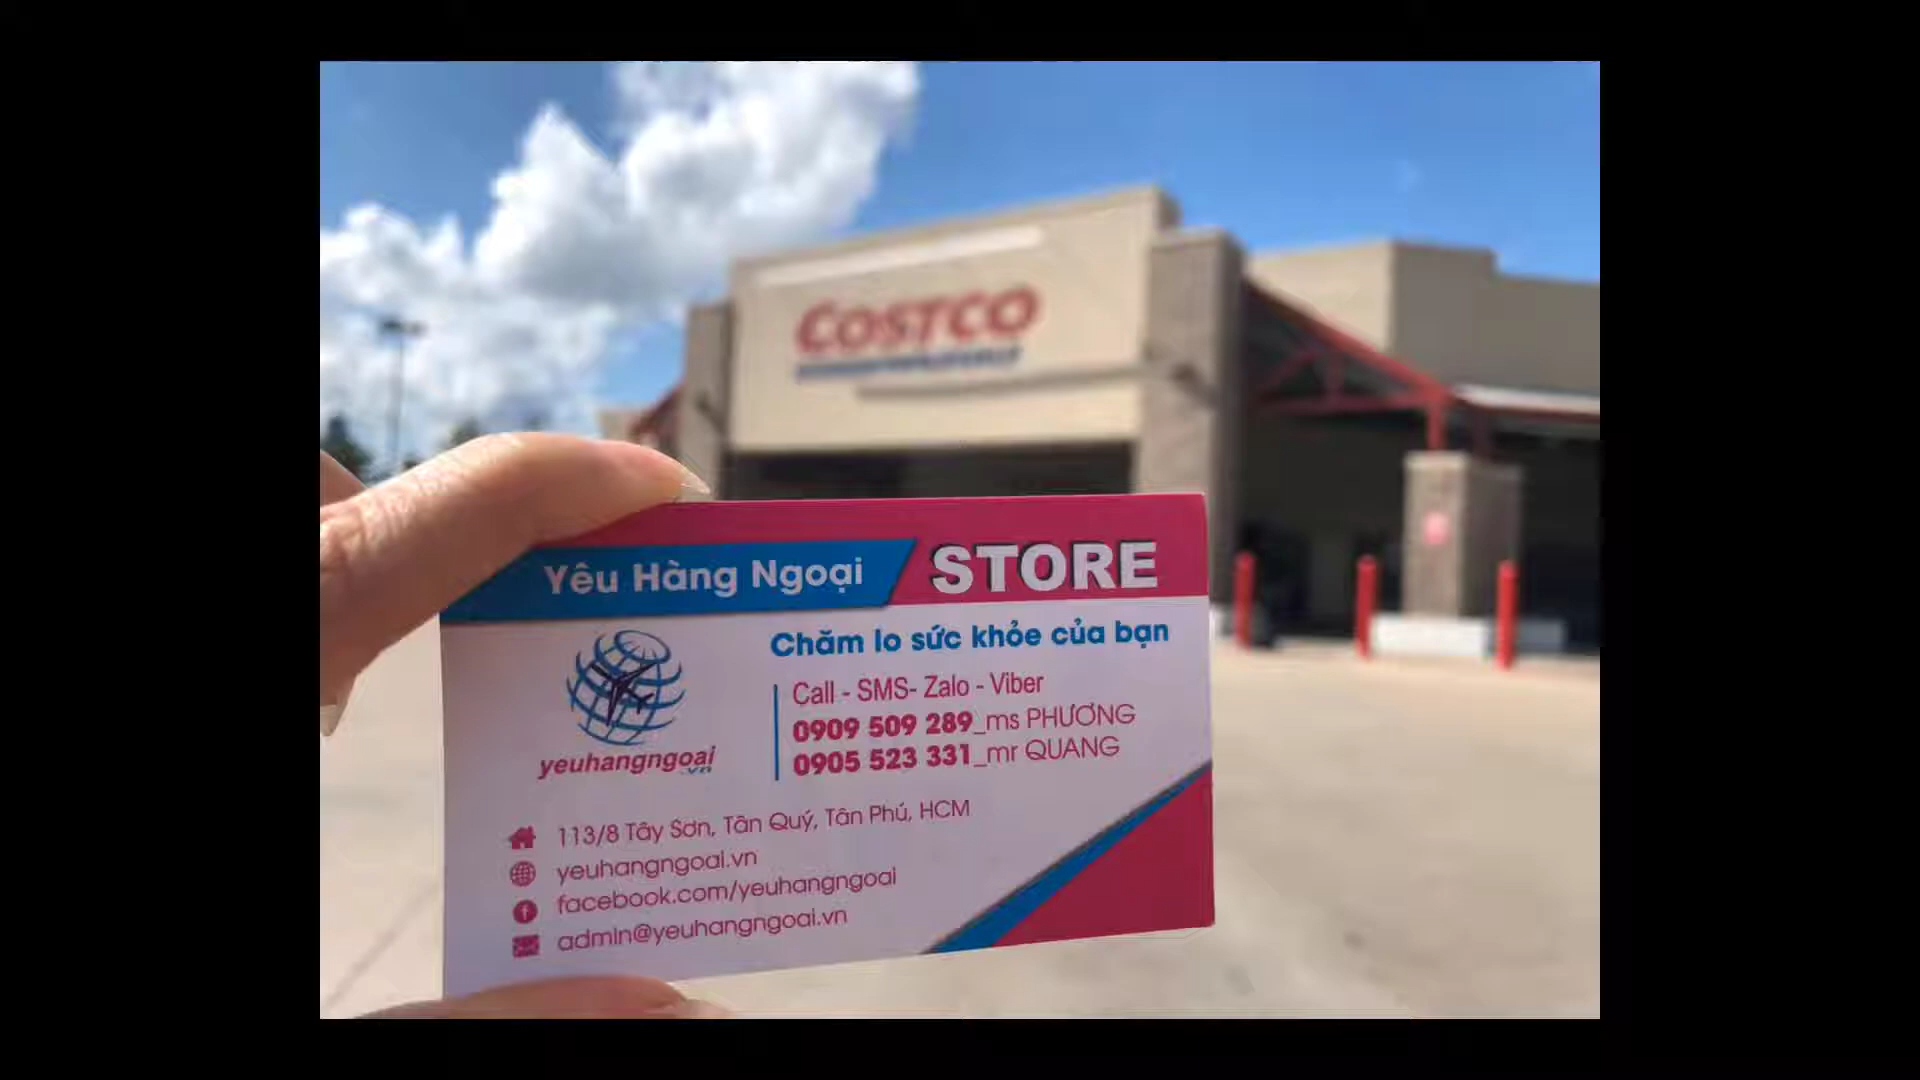 COSTCO
Yêu Hàng Ngoại STORE
Chăm lo sức khỏe của bạn
Call - SMS- Zalo - Viber
0909 509 289_ms PHƯƠNG
0905 523 331_mr QUANG
yeuhangngoai
.vn
113/8 Tây Sơn, Tân Quý, Tân Phú, HCM
yeuhangngoai.vn
facebook.com/yeuhangngoai
admin@yeuhangngoai.vn